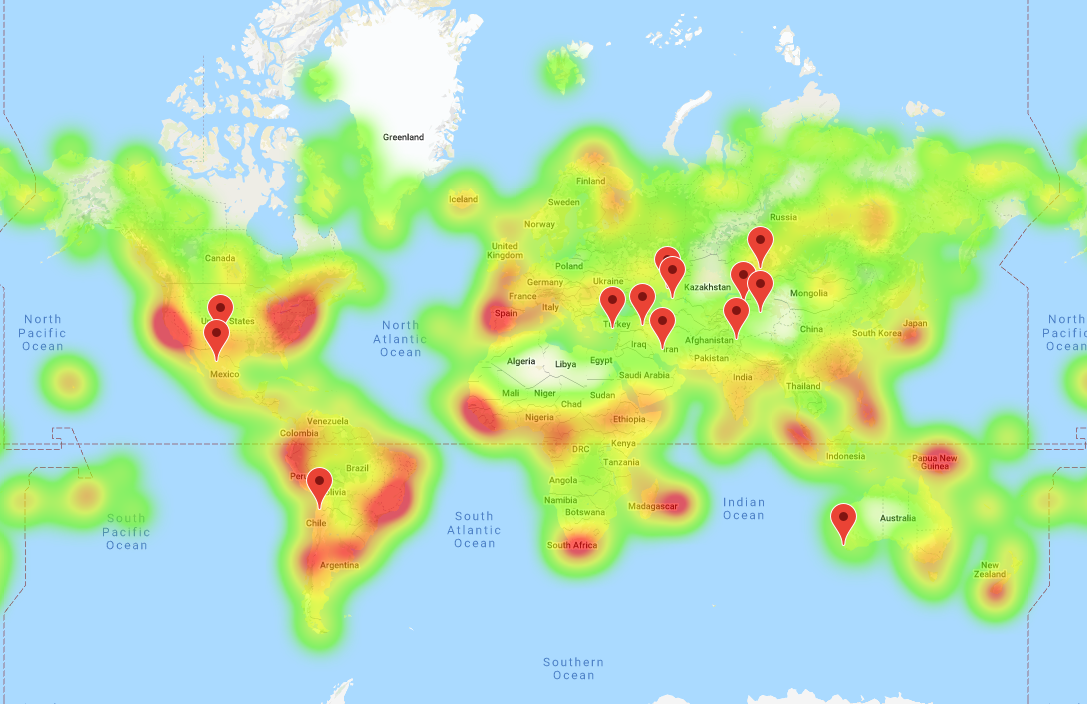 Greenland
Iceland
Finland
Sweden
Norway
Russia
United
Kingdom
Canada
Poland
Germany
Ukraine
Kazakhstan
Mongolia
France
Italy
Spain
North
Pacific
Ocean
States
North
Atlantic
Ocean
Turkey
Afghanistan
China
South Korea
Japan
North
Pacific
Ocean
Iraq
Iran
Pakistan
Algeria
Libya
Egypt
Mexico
Saudi Arabia
India
Thailand
Mali
Niger
Chad
Sudan
Nigeria
Ethiopia
Venezuela
Colombia
DRC
Kenya
Indonesia
Papua New
Guinea
Tanzania
Brazil
Peru
Angola
Namibia
Botswana
Madagascar
Indian
Ocean
South
Pacific
Ocean
Chile
South
Atlantic
Ocean
Australia
South Africa
Argentina
New
Zealand
Southern
Ocean